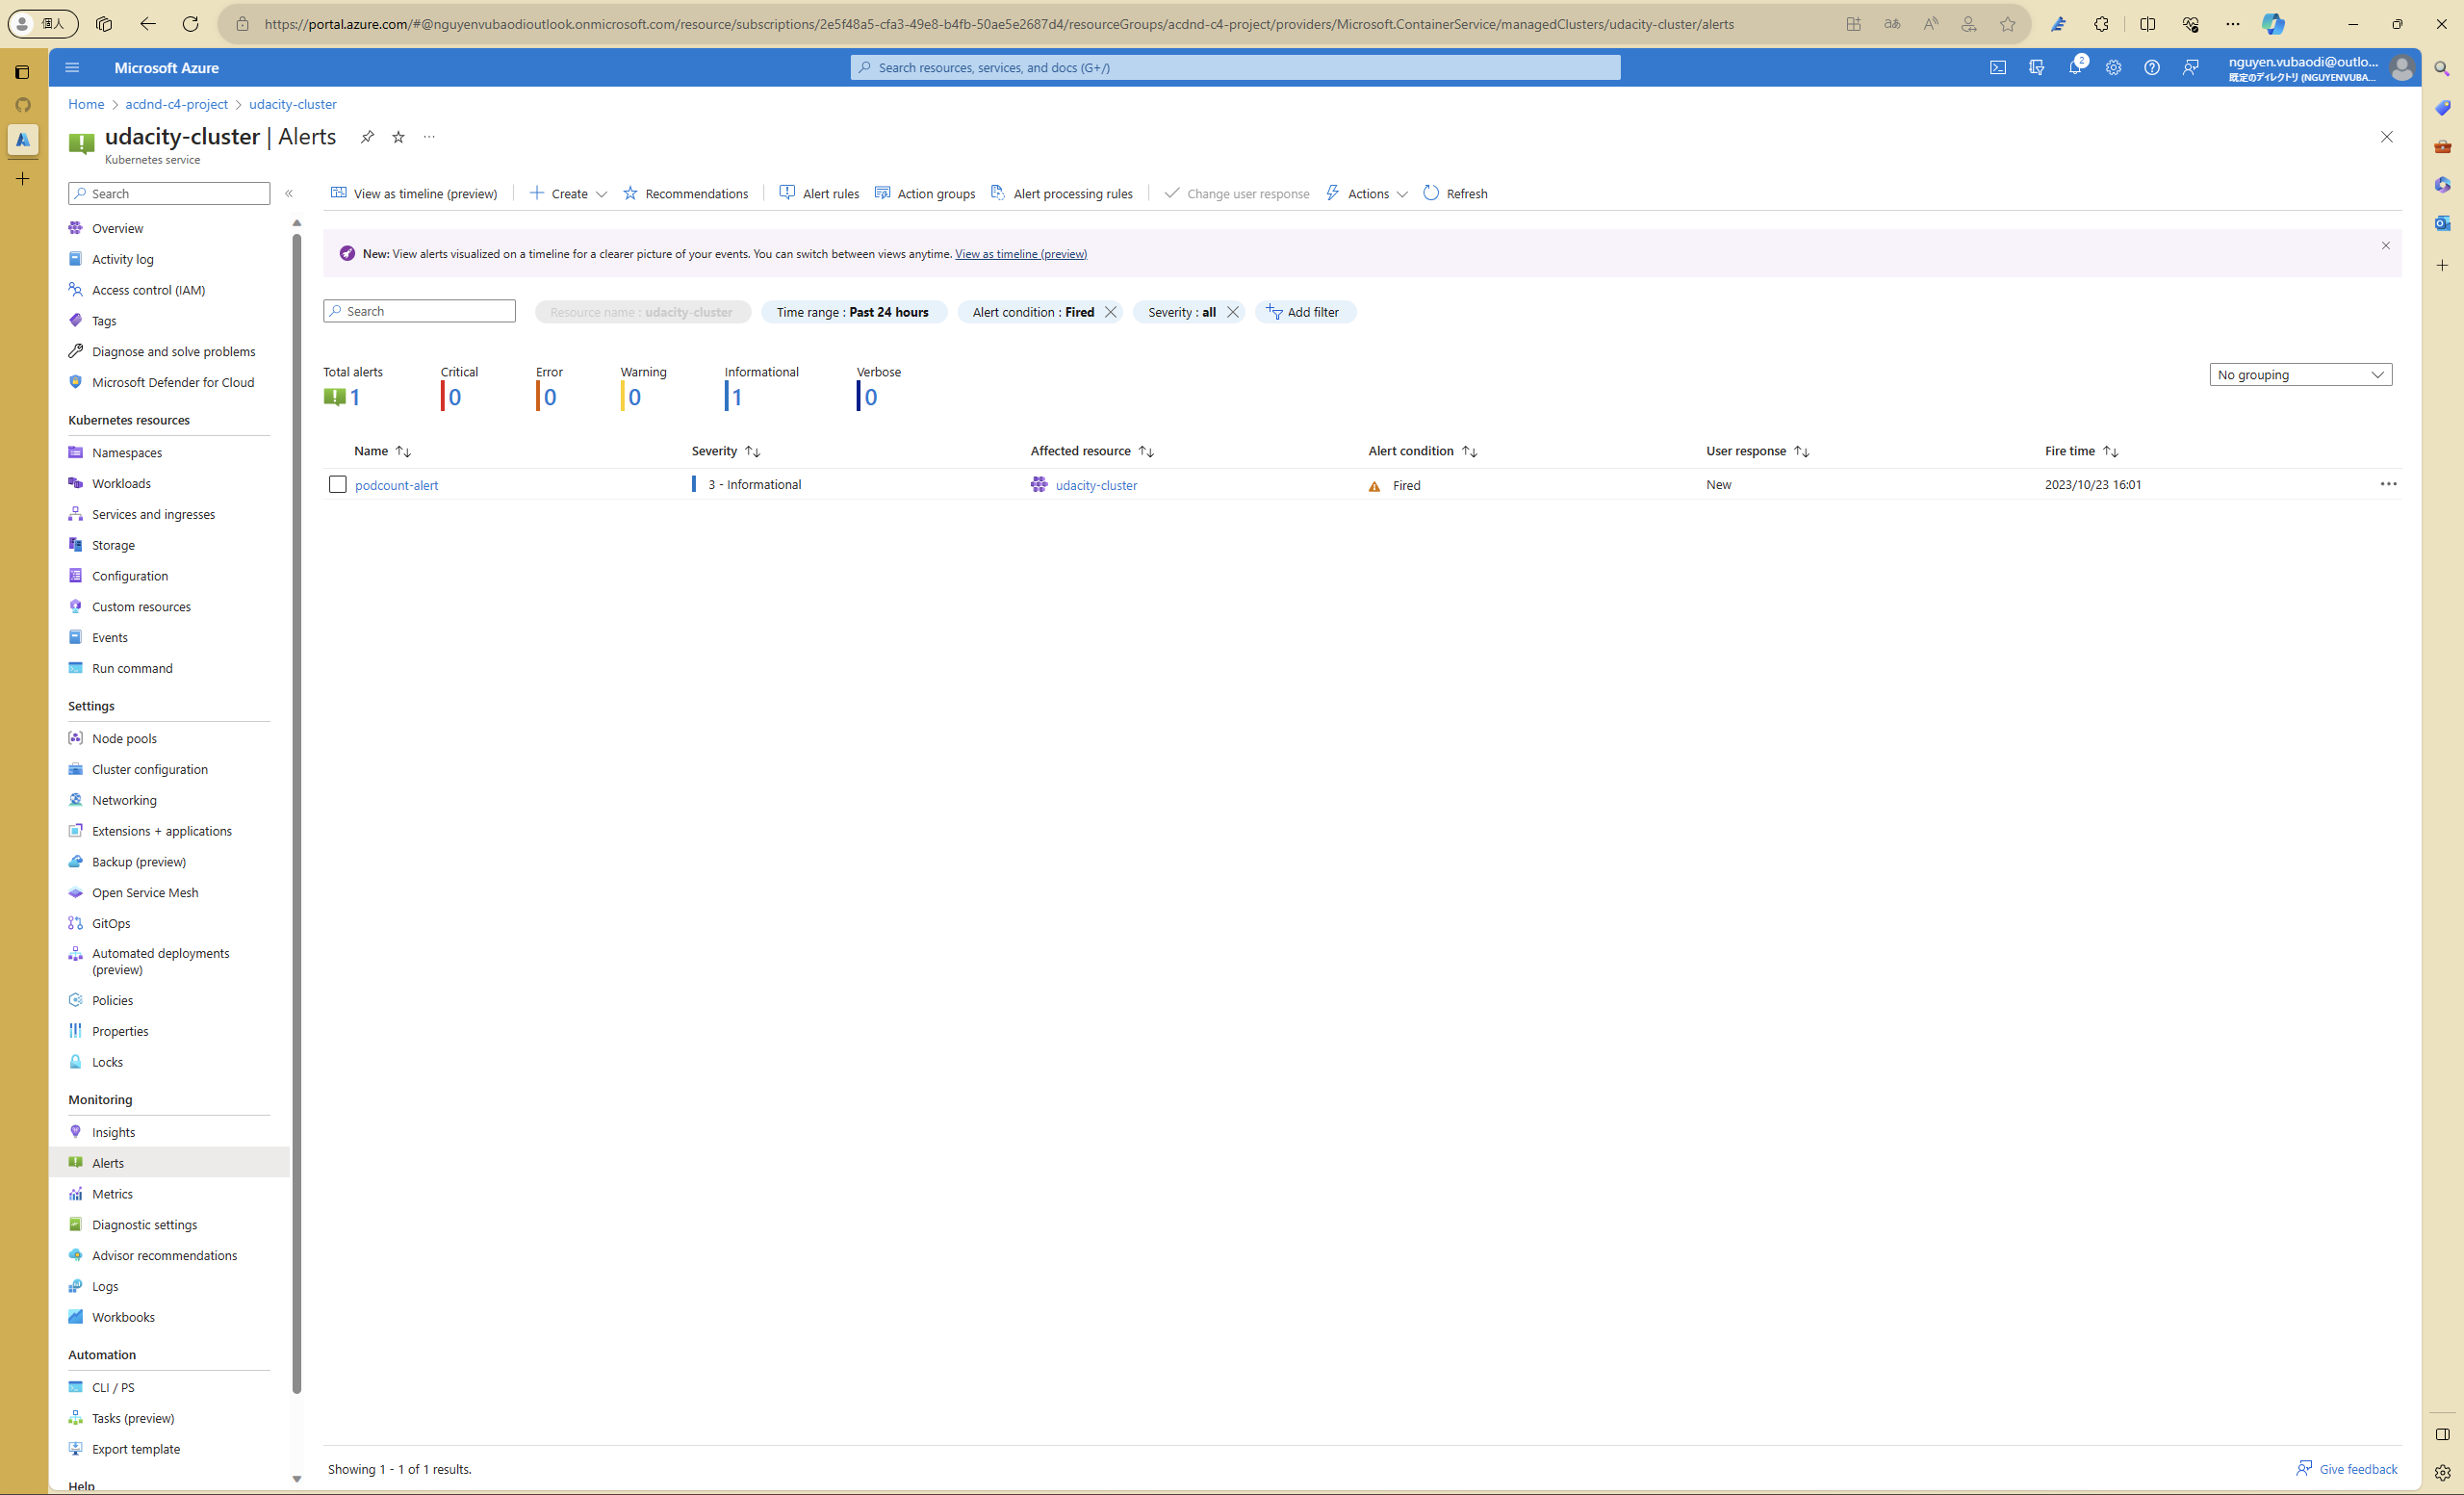 個人
https://portal.azure.com/#@nguyenvubaodioutlook.onmicrosoft.com/resource/subscriptions/2e5f48a5-cfa3-49e8-b4fb-50ae5e2687d4/resourceGroups/acdnd-c4-project/providers/Microsoft.ContainerService/managedClusters/udacity-cluster/alerts
Microsoft Azure
Search resources, services, and docs (G+/)
2
nguyen.vubaodi@outlo...
既定のディレクトリ (NGUYENVUBA...
Home > acdnd-c4-project > udacity-cluster
udacity-cluster | Alerts
Kubernetes service
Search
View as timeline (preview) Create Recommendations Alert rules Action groups Alert processing rules Change user response Actions Refresh
New: View alerts visualized on a timeline for a clearer picture of your events. You can switch between views anytime. View as timeline (preview)
Search
Resource name : udacity-cluster
Time range : Past 24 hours
Alert condition : Fired
Severity : all
Add filter
Total alerts Critical Error Warning Informational Verbose
1 0 0 0 1 0
No grouping
Name Severity Affected resource Alert condition User response Fire time
podcount-alert 3 - Informational udacity-cluster Fired New 2023/10/23 16:01
Overview
Activity log
Access control (IAM)
Tags
Diagnose and solve problems
Microsoft Defender for Cloud
Kubernetes resources
Namespaces
Workloads
Services and ingresses
Storage
Configuration
Custom resources
Events
Run command
Settings
Node pools
Cluster configuration
Networking
Extensions + applications
Backup (preview)
Open Service Mesh
GitOps
Automated deployments
(preview)
Policies
Properties
Locks
Monitoring
Insights
Alerts
Metrics
Diagnostic settings
Advisor recommendations
Logs
Workbooks
Automation
CLI / PS
Tasks (preview)
Export template
Help
Showing 1 - 1 of 1 results.
Give feedback